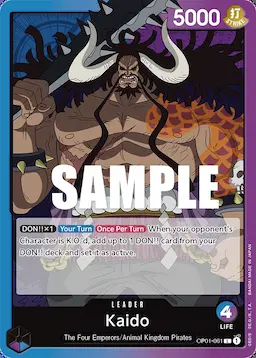 5000
打
STRIKE
SAMPLE
DON!!×1 Your Turn Once Per Turn When your opponent's
Character is K.O.'d, add up to 1 DON!! card from your
DON!! deck and set it as active.
LEADER
4
LIFE
Kaido
OP01-061 L
The Four Emperors/Animal Kingdom Pirates